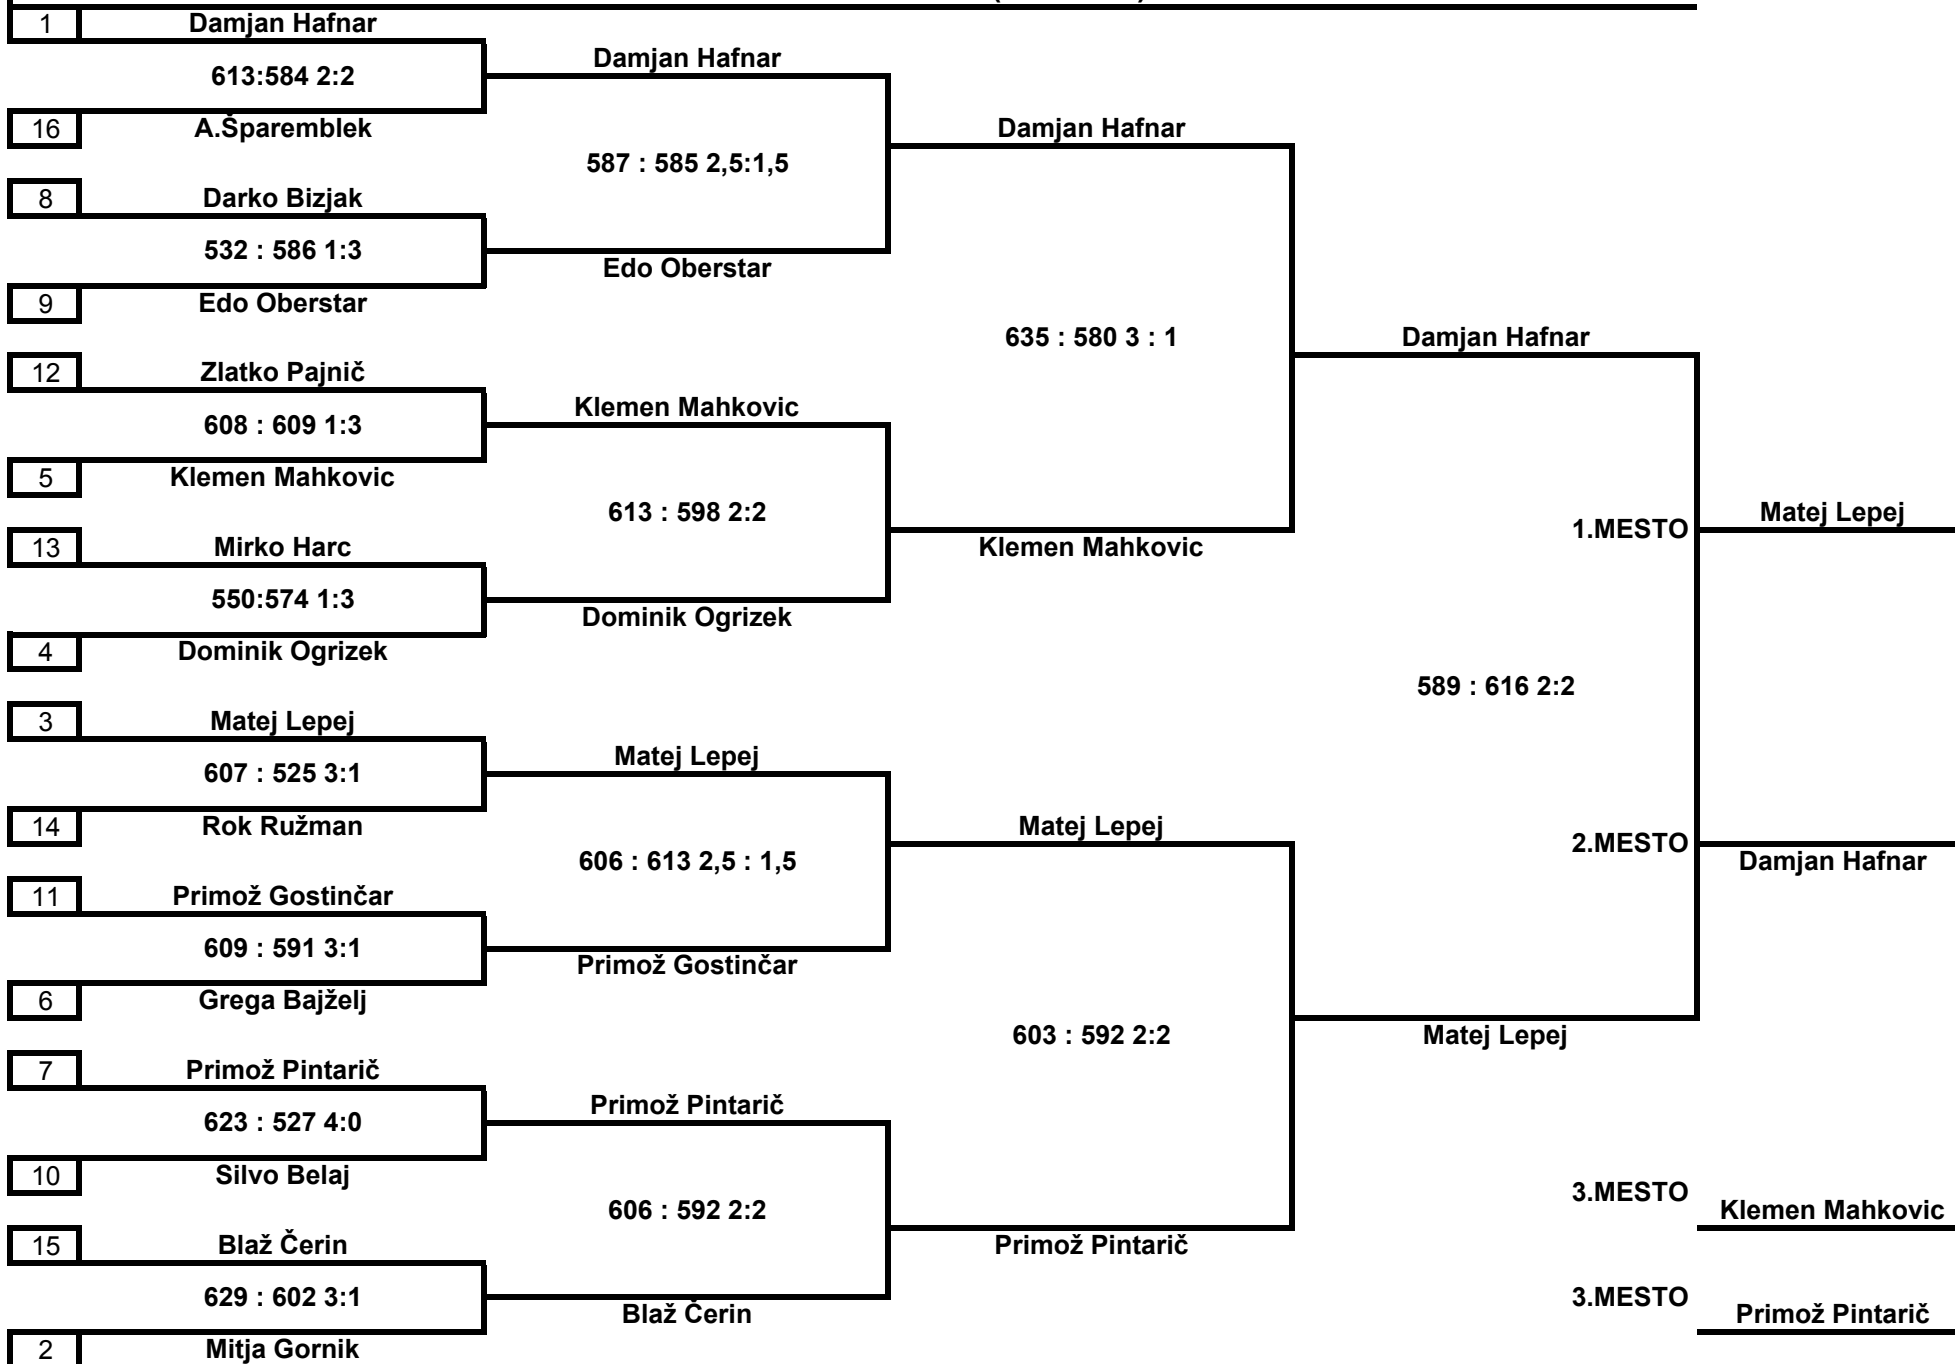 1 Damjan Hafnar
613:584 2:2
16 A.Šparemblek
8 Darko Bizjak
532 : 586 1:3
9 Edo Oberstar
12 Zlatko Pajnič
608 : 609 1:3
5 Klemen Mahkovic
13 Mirko Harc
550:574 1:3
4 Dominik Ogrizek
3 Matej Lepej
607 : 525 3:1
14 Rok Ružman
11 Primož Gostinčar
609 : 591 3:1
6 Grega Bajželj
7 Primož Pintarič
623 : 527 4:0
10 Silvo Belaj
15 Blaž Čerin
629 : 602 3:1
2 Mitja Gornik
Damjan Hafnar
587 : 585 2,5:1,5
Edo Oberstar
Klemen Mahkovic
613 : 598 2:2
Dominik Ogrizek
Matej Lepej
606 : 613 2,5 : 1,5
Primož Gostinčar
Primož Pintarič
606 : 592 2:2
Blaž Čerin
Damjan Hafnar
635 : 580 3 : 1
Klemen Mahkovic
Matej Lepej
603 : 592 2:2
Primož Pintarič
Damjan Hafnar
589 : 616 2:2
Matej Lepej
1.MESTO Matej Lepej
2.MESTO Damjan Hafnar
3.MESTO Klemen Mahkovic
3.MESTO Primož Pintarič